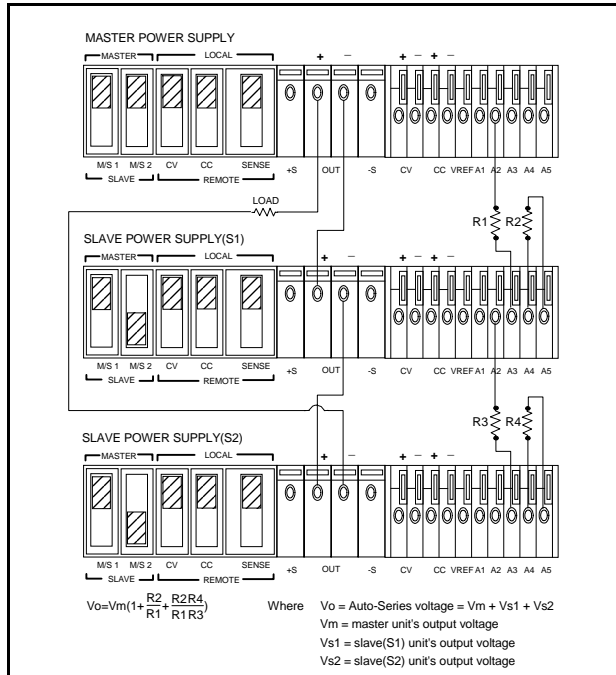 MASTER POWER SUPPLY
MASTER LOCAL + – + – + –
M/S 1 M/S 2 CV CC SENSE +S OUT -S CV CC VREF A1 A2 A3 A4 A5
SLAVE REMOTE
LOAD
R1 R2
SLAVE POWER SUPPLY(S1)
MASTER LOCAL + – + – + –
M/S 1 M/S 2 CV CC SENSE +S OUT -S CV CC VREF A1 A2 A3 A4 A5
SLAVE REMOTE
R3 R4
SLAVE POWER SUPPLY(S2)
MASTER LOCAL + – + – + –
M/S 1 M/S 2 CV CC SENSE +S OUT -S CV CC VREF A1 A2 A3 A4 A5
SLAVE REMOTE
Vo=Vm(1+R2/R1+R2R4/R1R3) Where Vo = Auto-Series voltage = Vm + Vs1 + Vs2
Vm = master unit's output voltage
Vs1 = slave(S1) unit's output voltage
Vs2 = slave(S2) unit's output voltage